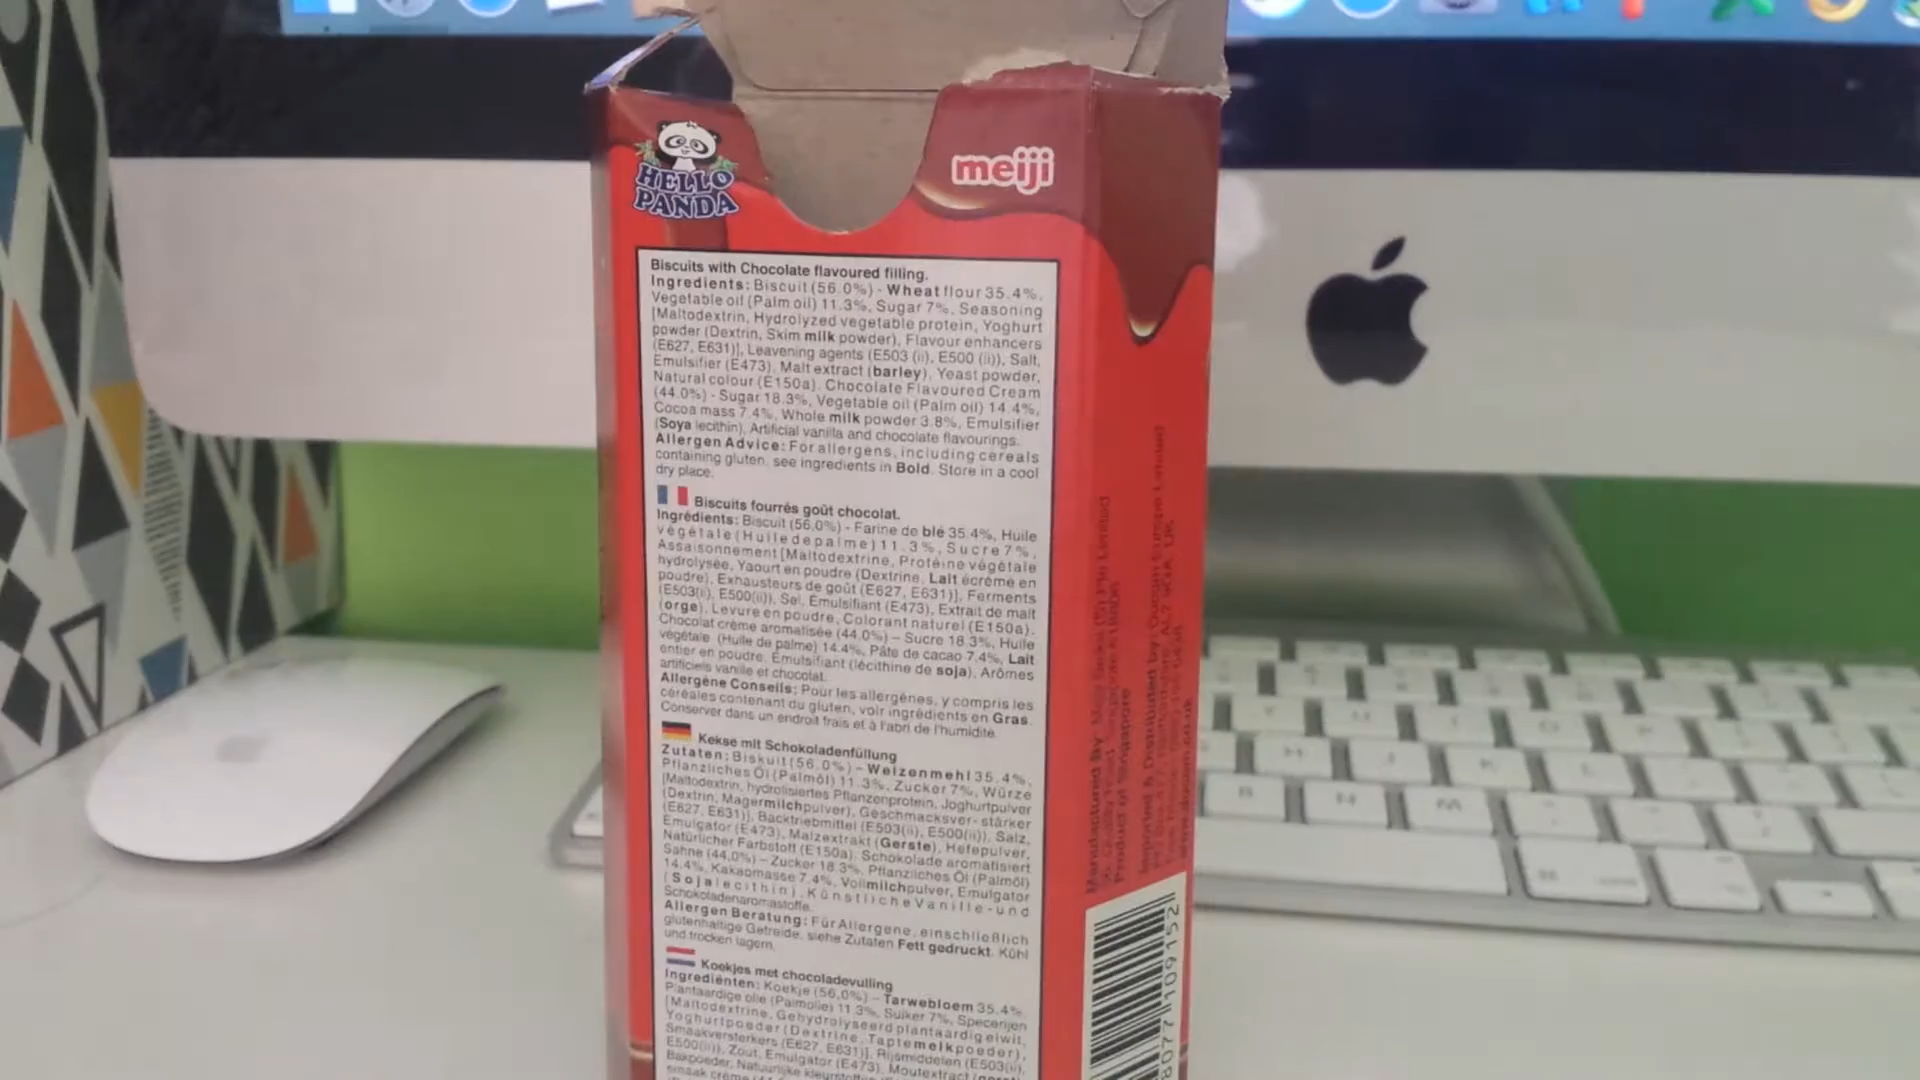 HELLO
PANDA
meiji
Biscuits with Chocolate flavoured filling.
Ingredients: Biscuit (56.0%) - Wheat flour 35.4%,
Vegetable oil (Palm oil) 11.3%, Sugar 7%, Seasoning
[Maltodextrin, Hydrolyzed vegetable protein, Yoghurt
powder (Dextrin, Skim milk powder), Flavour enhancers
(E627, E631)], Leavening agents (E503 (ii), E500 (ii)), Salt,
Emulsifier (E473), Malt extract (barley), Yeast powder,
Natural colour (E150a). Chocolate Flavoured Cream
(44.0%) - Sugar 18.3%, Vegetable oil (Palm oil) 14.4%,
Cocoa mass 7.4%, Whole milk powder 3.8%, Emulsifier
(Soya lecithin), Artificial vanilla and chocolate flavourings.
Allergen Advice: For allergens, including cereals
containing gluten, see ingredients in Bold. Store in a cool
dry place.
Biscuits fourrés goût chocolat.
Ingrédients: Biscuit (56,0%) - Farine de blé 35.4%, Huile
végétale (Huile de palme) 11.3%, Sucre 7%,
Assaisonnement [Maltodextrine, Protéine végétale
hydrolysée, Yaourt en poudre (Dextrine, Lait écrémé en
poudre), Exhausteurs de goût (E627, E631)], Ferments
(E503(ii), E500(ii)), Sel, Émulsifiant (E473), Extrait de malt
(orge), Levure en poudre, Colorant naturel (E150a).
Chocolat crème aromatisée (44.0%) – Sucre 18.3%, Huile
végétale (Huile de palme) 14.4%, Pâte de cacao 7.4%, Lait
entier en poudre, Émulsifiant (lécithine de soja), Arômes
artificiels vanille et chocolat.
Allergène Conseils: Pour les allergènes, y compris les
céréales contenant du gluten, voir ingrédients en Gras.
Conserver dans un endroit frais et à l'abri de l'humidité.
Kekse mit Schokoladenfüllung
Zutaten: Biskuit (56.0%) – Weizenmehl 35.4%,
Pflanzliches Öl (Palmöl) 11.3%, Zucker 7%, Würze
[Maltodextrin, hydrolisiertes Pflanzenprotein, Joghurtpulver
(Dextrin, Magermilchpulver), Geschmacksver- stärker
(E627, E631)], Backtriebmittel (E503(ii), E500(ii)), Salz,
Emulgator (E473), Malzextrakt (Gerste), Hefepulver,
Natürlicher Farbstoff (E150a). Schokolade aromatisiert
Sahne (44,0%) – Zucker 18.3%, Pflanzliches Öl (Palmöl)
14.4%, Kakaomasse 7.4%, Vollmilchpulver, Emulgator
(Sojalecithin), Künstliche Vanille-und
Schokoladenaromastoffe.
Allergen Beratung: Für Allergene, einschließlich
glutenhaltige Getreide, siehe Zutaten Fett gedruckt. Kühl
und trocken lagern.
Koekjes met chocoladevulling
Ingrediënten: Koekje (56,0%) – Tarwebloem 35.4%,
Plantaardige olie (Palmolie) 11.3%, Suiker 7%, Specerijen
[Maltodextrine, Gehydrolyseerd plantaardig eiwit,
Yoghurtpoeder (Dextrine, Taptemelkpoeder),
Smaakversterkers (E627, E631)], Rijsmiddelen (E503(ii),
E500(ii)), Zout, Emulgator (E473), Moutextract
Bakpoeder, Natuurlijke
Manufactured By
Product of Singapore
Imported & Distributed by:
8077109152